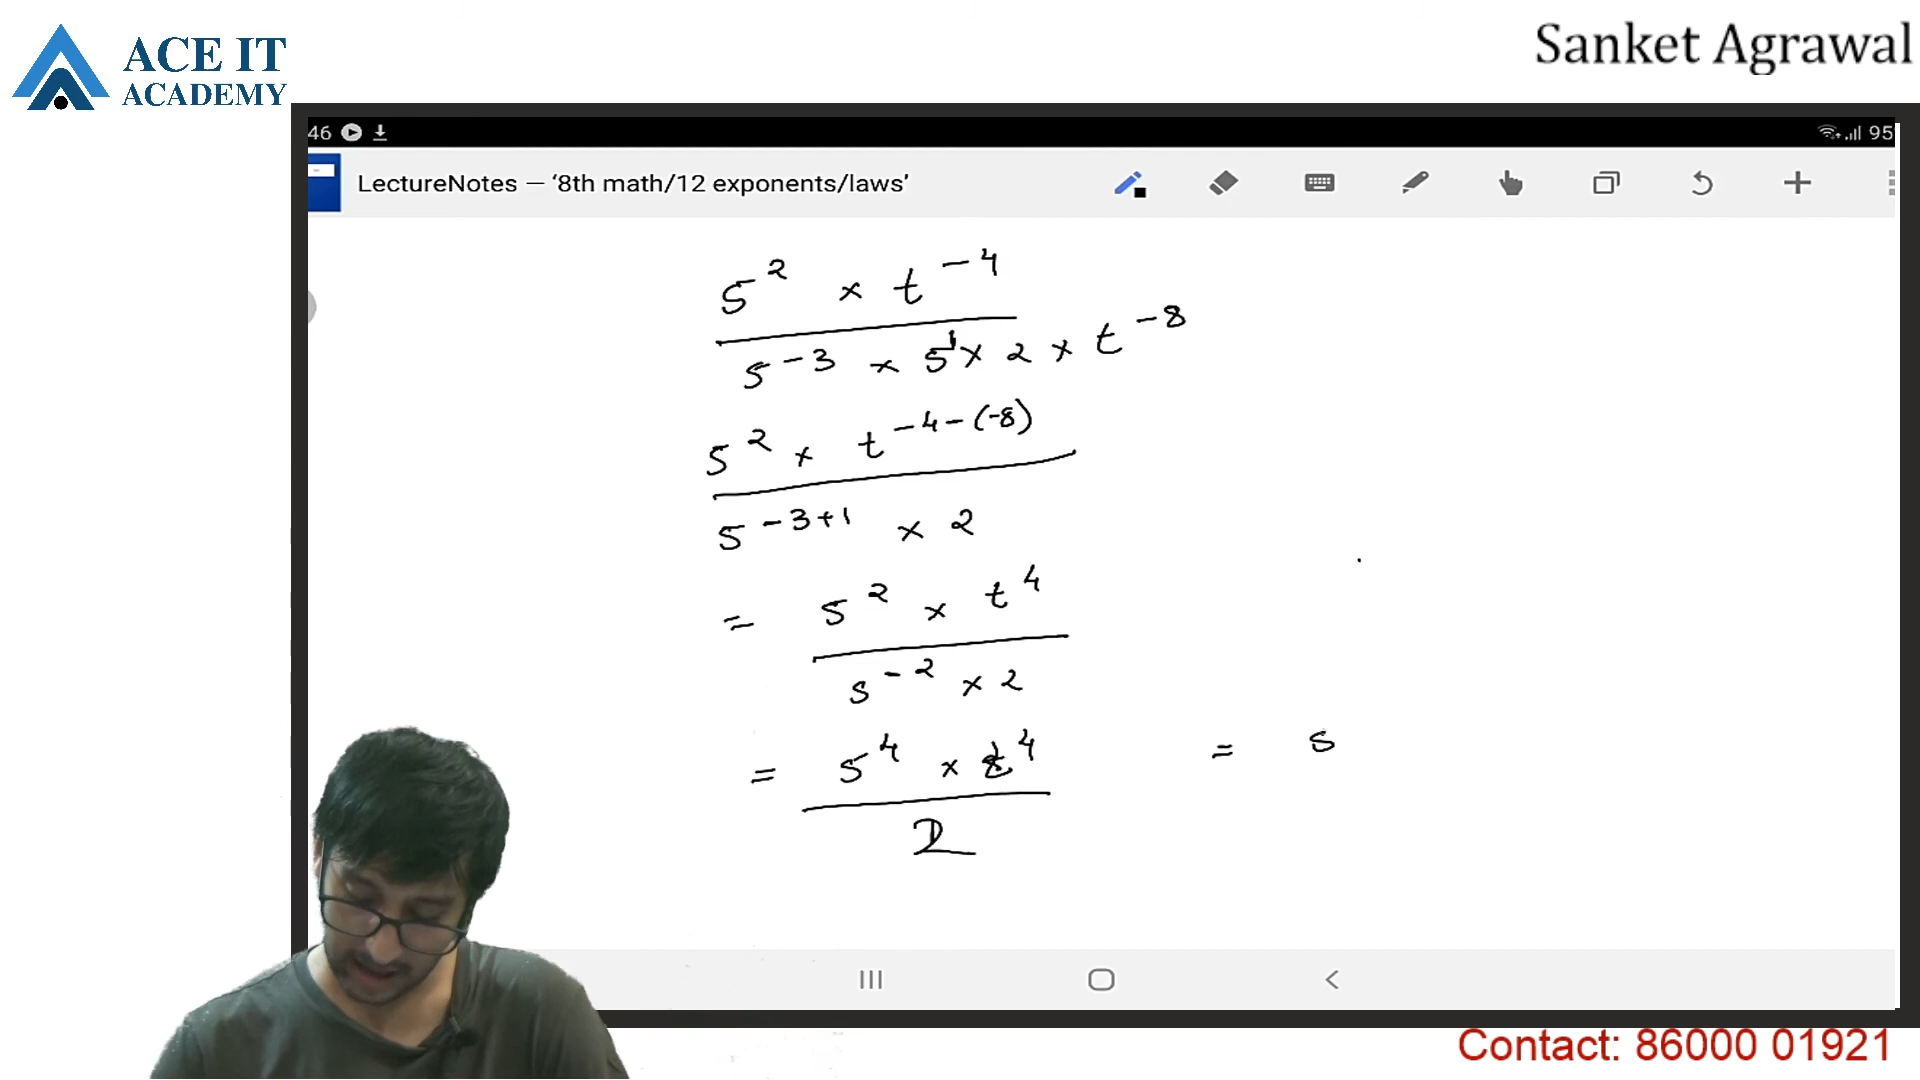 ACE IT
ACADEMY
Sanket Agrawal
46
95
LectureNotes — ‘8th math/12 exponents/laws’
5² × t⁻⁴
5⁻³ × 5¹ × 2 × t⁻⁸
5² × t⁻⁴⁻⁽⁻⁸⁾
5⁻³⁺¹ × 2
= 5² × t⁴
5⁻² × 2
= 5⁴ × t⁴ = 5
2
Contact: 86000 01921